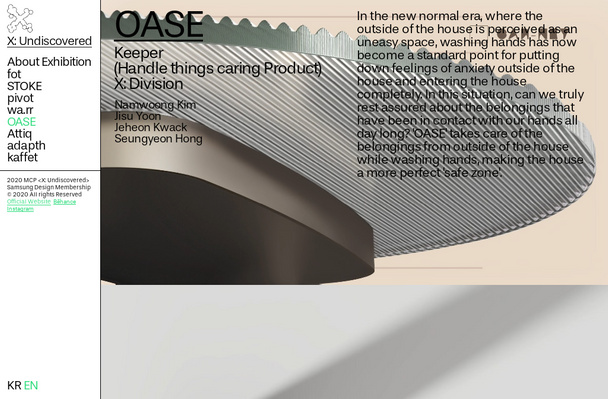 X: Undiscovered
About Exhibition
fot
STOKE
pivot
wa.rr
OASE
Attiq
adapth
kaffet
2020 MCP <X: Undiscovered>
Samsung Design Membership
© 2020 All rights Reserved
Official Website Běhance
Instagram
KR EN
OASE
Keeper
(Handle things caring Product)
X: Division
Namwoong Kim
Jisu Yoon
Jeheon Kwack
Seungyeon Hong
In the new normal era, where the
outside of the house is perceived as an
uneasy space, washing hands has now
become a standard point for putting
down feelings of anxiety outside of the
house and entering the house
completely. In this situation, can we truly
rest assured about the belongings that
have been in contact with our hands all
day long? 'OASE' takes care of the
belongings from outside of the house
while washing hands, making the house
a more perfect 'safe zone'.